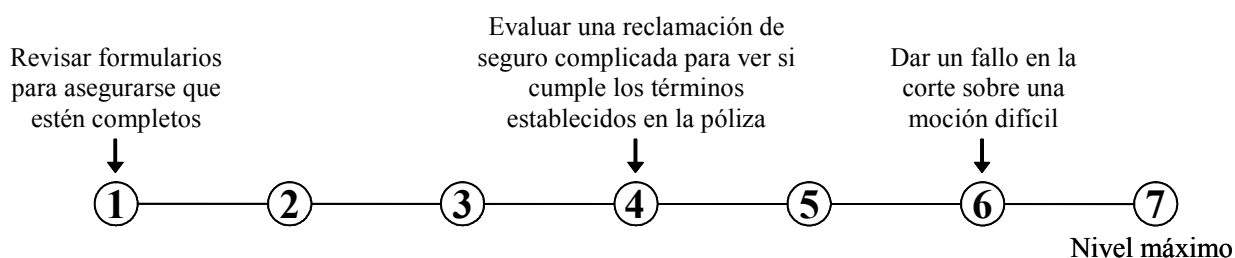 Revisar formularios
para asegurarse que
estén completos
Evaluar una reclamación de
seguro complicada para ver si
cumple los términos
establecidos en la póliza
Dar un fallo en la
corte sobre una
moción difícil
1
2
3
4
5
6
7
Nivel máximo